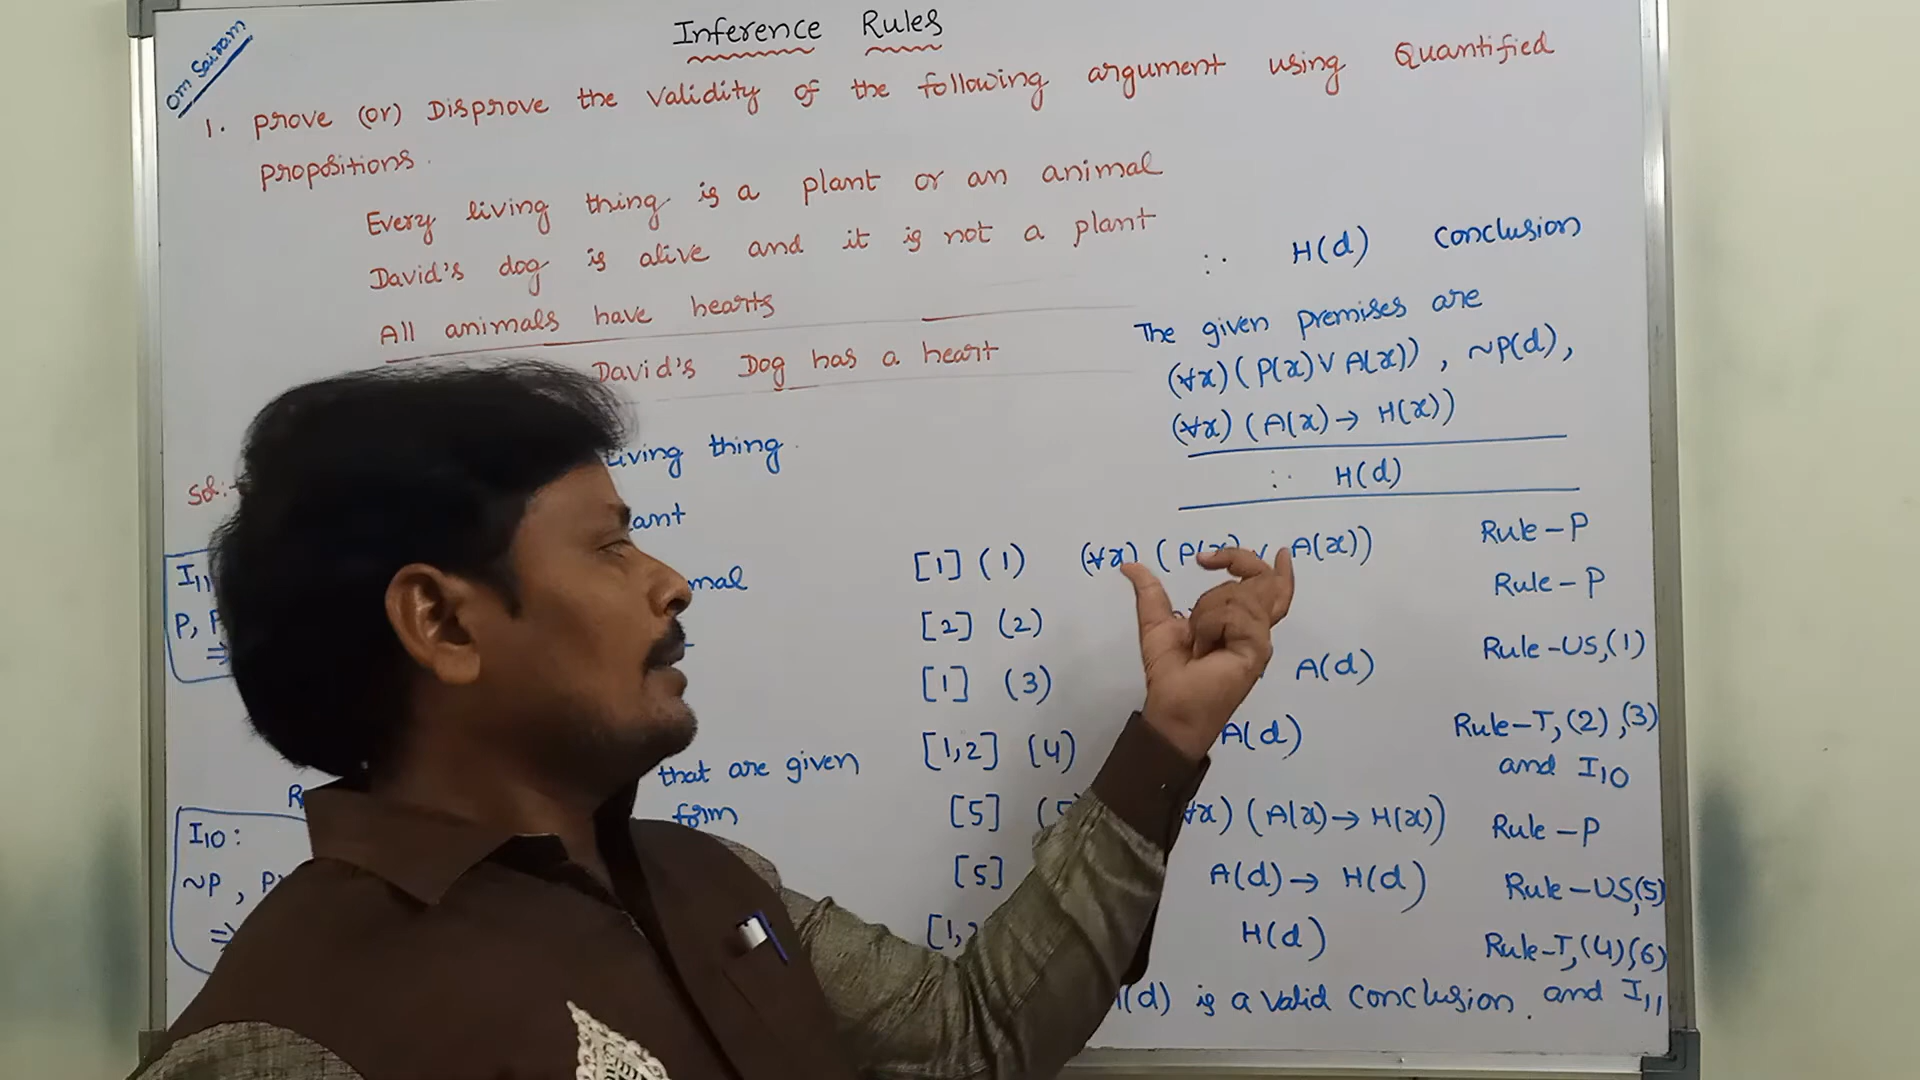 Om Sairam
Inference Rules
1. Prove (or) Disprove the validity of the following argument using Quantified
propositions.
Every living thing is a plant or an animal
David's dog is alive and it is not a plant
All animals have hearts
David's Dog has a heart
∴ H(d) conclusion
The given premises are
(∀x)(P(x) ∨ A(x)), ~P(d),
(∀x)(A(x) → H(x))
∴ H(d)
Sol:-
living thing.
I11
P, P
⇒
that are given
form
I10:
~P, P
⇒
[1] (1) (∀x) (P(x) ∨ A(x)) Rule-P
[2] (2) Rule-P
[1] (3) A(d) Rule-US,(1)
[1,2] (4) A(d) Rule-T,(2),(3)
and I10
[5] (5 x)(A(x) → H(x)) Rule-P
[5] A(d) → H(d) Rule-US,(5)
[1, H(d) Rule-T,(4),(6)
(d) is a valid conclusion. and I11